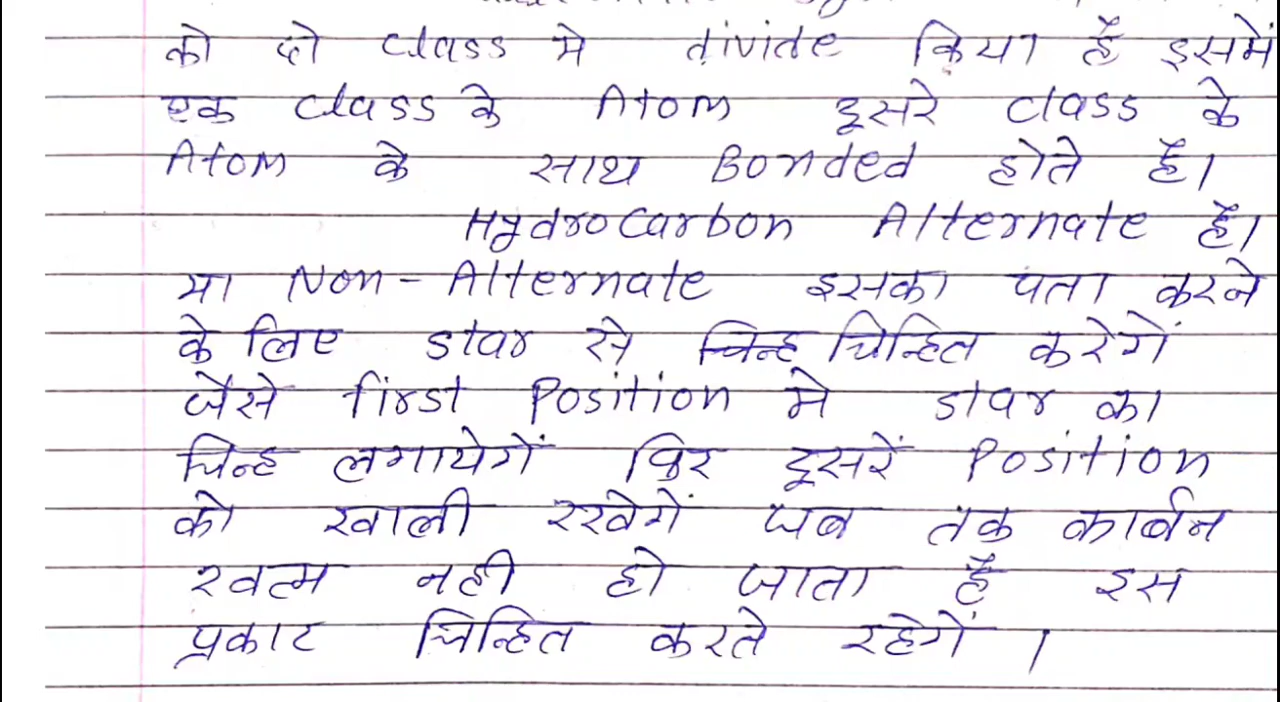 को दो class मे divide किया है इसमें
एक class के Atom दूसरे class के
Atom के साथ Bonded होते है।
Hydrocarbon Alternate है।
या Non-Alternate इसका पता करने
के लिए star से चिन्ह चिन्हित करेगें
जैसे first Position मे star का
चिन्ह लगायेगें फिर दूसरें Position
को खाली रखेगें जब तक कार्बन
खत्म नही हो जाता है इस
प्रकार चिन्हित करते रहेगें ।